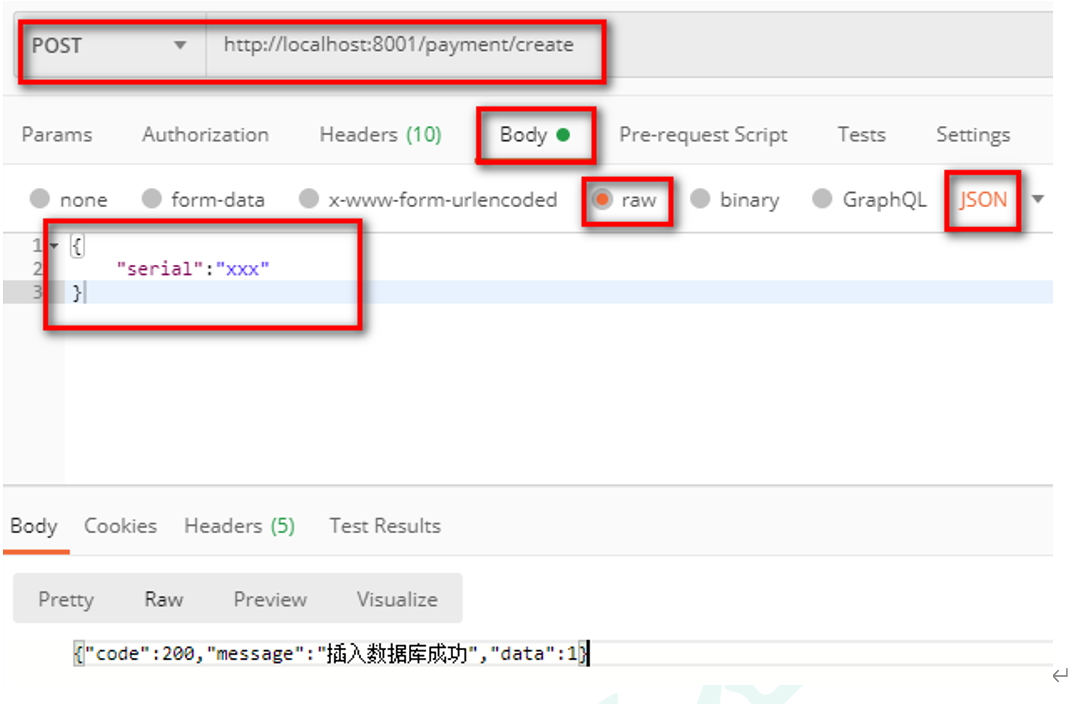 POST http://localhost:8001/payment/create
Params Authorization Headers (10) Body Pre-request Script Tests Settings
none form-data x-www-form-urlencoded raw binary GraphQL JSON
1 {
2 "serial":"xxx"
3 }
Body Cookies Headers (5) Test Results
Pretty Raw Preview Visualize
{"code":200,"message":"插入数据库成功","data":1}